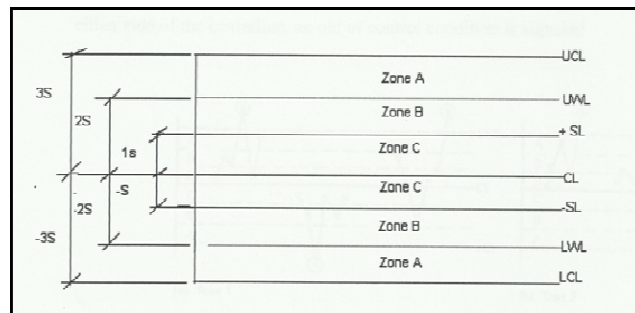 UCL
Zone A
3S
UWL
2S
Zone B
+ SL
1s
Zone C
CL
-S
Zone C
-2S
-SL
Zone B
-3S
LWL
Zone A
LCL